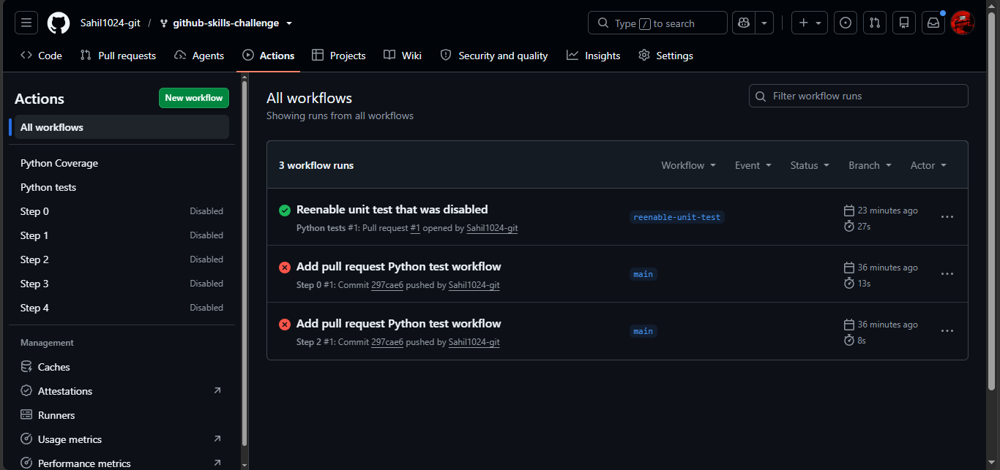 Sahil1024-git / github-skills-challenge
Type / to search
Code Pull requests Agents Actions Projects Wiki Security and quality Insights Settings
Actions
New workflow
All workflows
Python Coverage
Python tests
Step 0 Disabled
Step 1 Disabled
Step 2 Disabled
Step 3 Disabled
Step 4 Disabled
Management
Caches
Attestations
Runners
Usage metrics
Performance metrics
All workflows
Showing runs from all workflows
Filter workflow runs
3 workflow runs
Workflow Event Status Branch Actor
Reenable unit test that was disabled
Python tests #1: Pull request #1 opened by Sahil1024-git
reenable-unit-test
23 minutes ago
27s
Add pull request Python test workflow
Step 0 #1: Commit 297cae6 pushed by Sahil1024-git
main
36 minutes ago
13s
Add pull request Python test workflow
Step 2 #1: Commit 297cae6 pushed by Sahil1024-git
main
36 minutes ago
8s